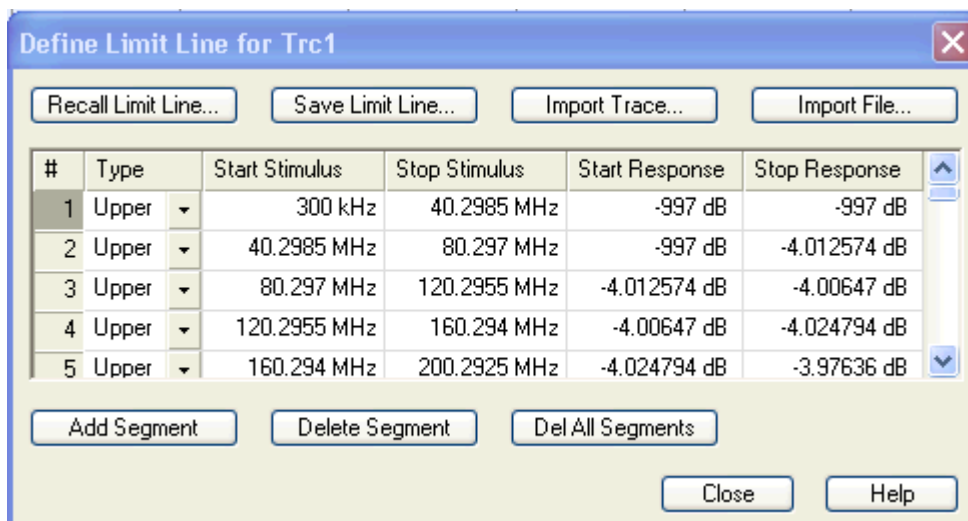 Define Limit Line for Trc1
Recall Limit Line... Save Limit Line... Import Trace... Import File...
# Type Start Stimulus Stop Stimulus Start Response Stop Response
1 Upper 300 kHz 40.2985 MHz -997 dB -997 dB
2 Upper 40.2985 MHz 80.297 MHz -997 dB -4.012574 dB
3 Upper 80.297 MHz 120.2955 MHz -4.012574 dB -4.00647 dB
4 Upper 120.2955 MHz 160.294 MHz -4.00647 dB -4.024794 dB
5 Upper 160.294 MHz 200.2925 MHz -4.024794 dB -3.97636 dB
Add Segment Delete Segment Del All Segments
Close Help